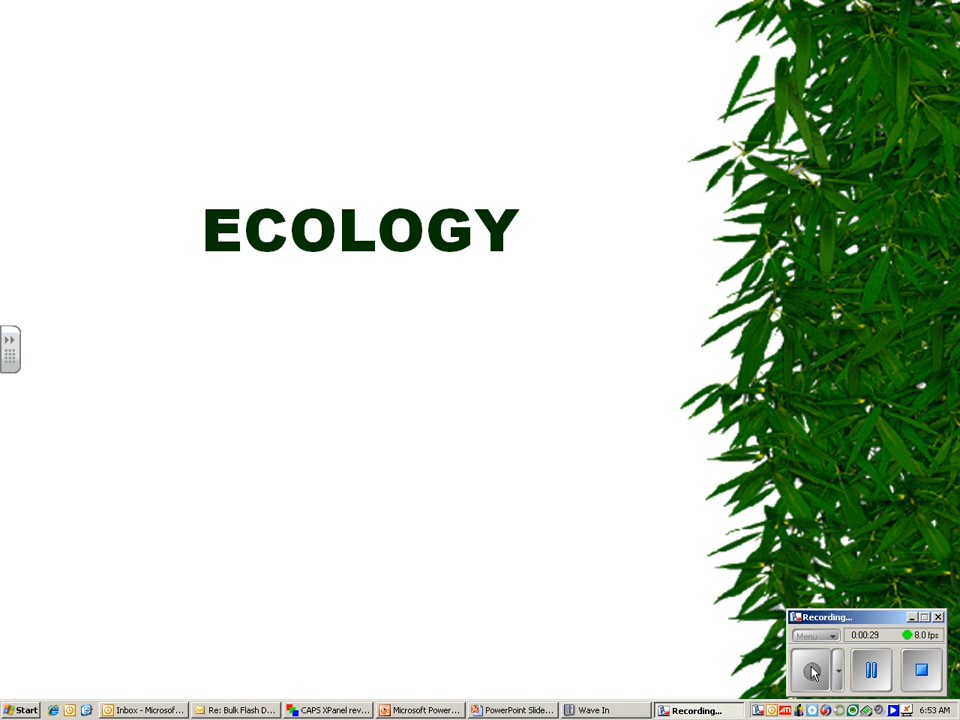 ECOLOGY
Recording...
Menu
0:00:29
8.0 fps
Start
Inbox - Microsof...
Re: Bulk Flash D...
CAPS XPanel rev...
Microsoft Power...
PowerPoint Slide...
Wave In
Recording...
ATI
6:53 AM